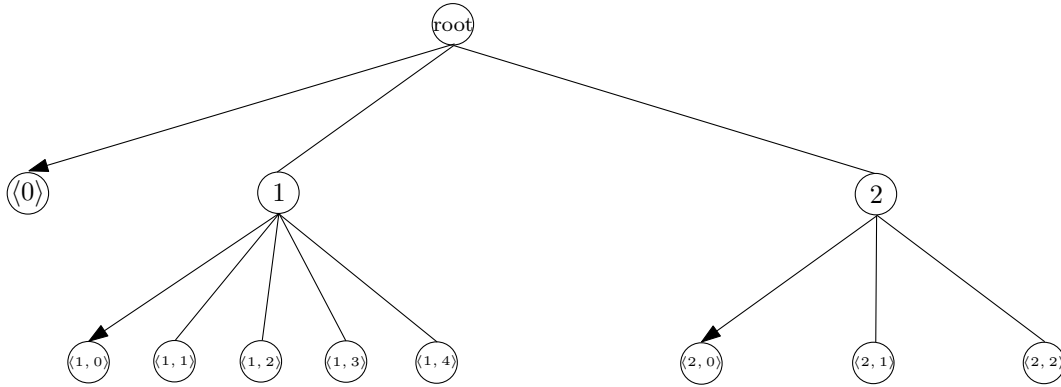 root
⟨0⟩ 1 2
⟨1, 0⟩ ⟨1, 1⟩ ⟨1, 2⟩ ⟨1, 3⟩ ⟨1, 4⟩ ⟨2, 0⟩ ⟨2, 1⟩ ⟨2, 2⟩